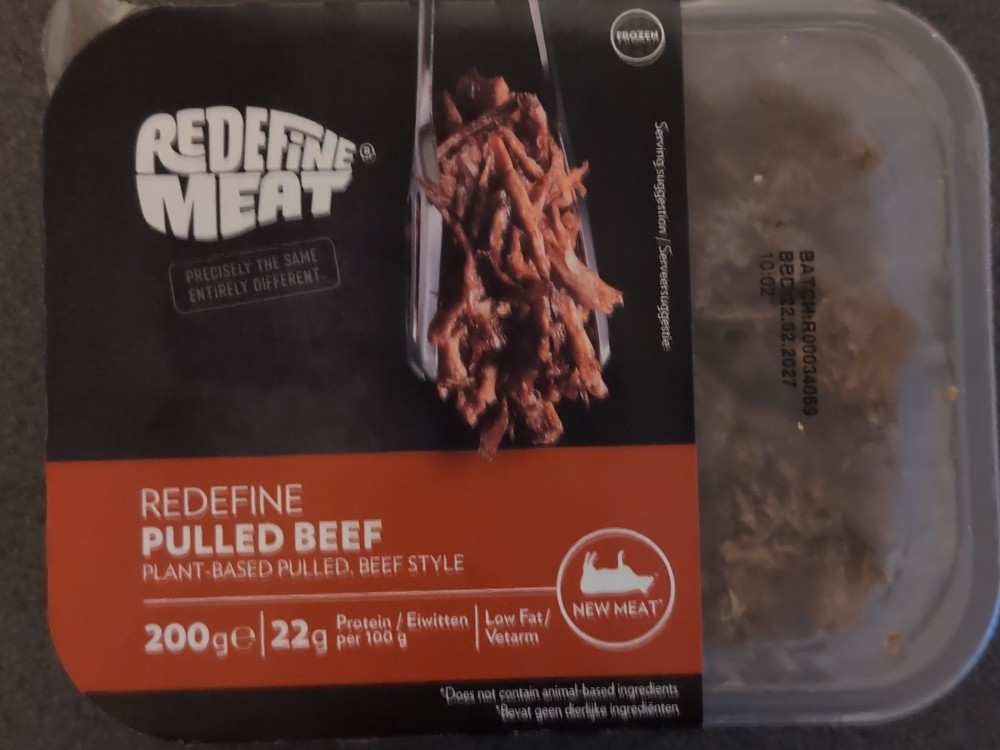 FROZEN
REDEFINE
MEAT®
PRECISELY THE SAME
ENTIRELY DIFFERENT.™
Serving suggestion / Serveersuggestie
BATCH:R00034059
BBD:22.02.2027
10:02
REDEFINE
PULLED BEEF
PLANT-BASED PULLED, BEEF STYLE
200g℮ | 22g Protein / Eiwitten per 100 g | Low Fat/ Vetarm
NEW MEAT*
*Does not contain animal-based ingredients
*Bevat geen dierlijke ingrediënten